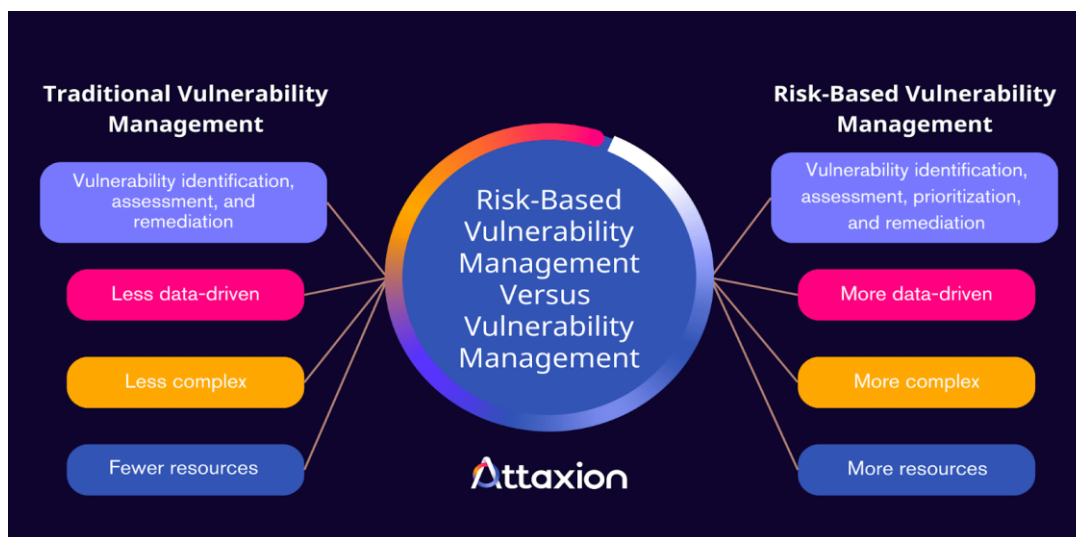 Traditional Vulnerability
Management
Vulnerability identification,
assessment, and
remediation
Less data-driven
Less complex
Fewer resources
Risk-Based
Vulnerability
Management
Versus
Vulnerability
Management
Attaxion
Risk-Based Vulnerability
Management
Vulnerability identification,
assessment, prioritization,
and remediation
More data-driven
More complex
More resources